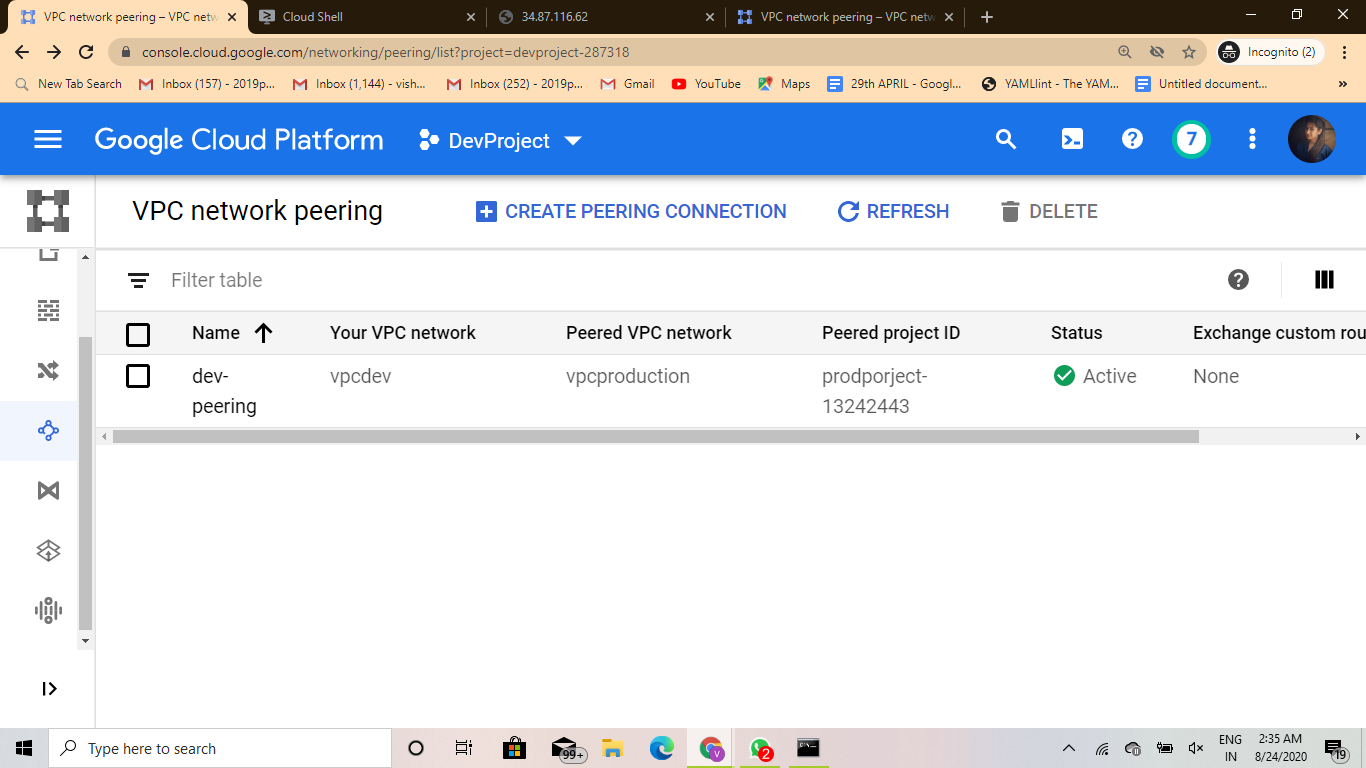 VPC network peering – VPC netw
Cloud Shell
34.87.116.62
VPC network peering – VPC netw
console.cloud.google.com/networking/peering/list?project=devproject-287318
Incognito (2)
New Tab Search
Inbox (157) - 2019p...
Inbox (1,144) - vish...
Inbox (252) - 2019p...
Gmail
YouTube
Maps
29th APRIL - Googl...
YAMLlint - The YAM...
Untitled document...
»
Google Cloud Platform
DevProject
7
VPC network peering
CREATE PEERING CONNECTION
REFRESH
DELETE
Filter table
Name
Your VPC network
Peered VPC network
Peered project ID
Status
Exchange custom rou
dev-
peering
vpcdev
vpcproduction
prodporject-
13242443
Active
None
Type here to search
99+
V
2
ENG
IN
2:35 AM
8/24/2020
19